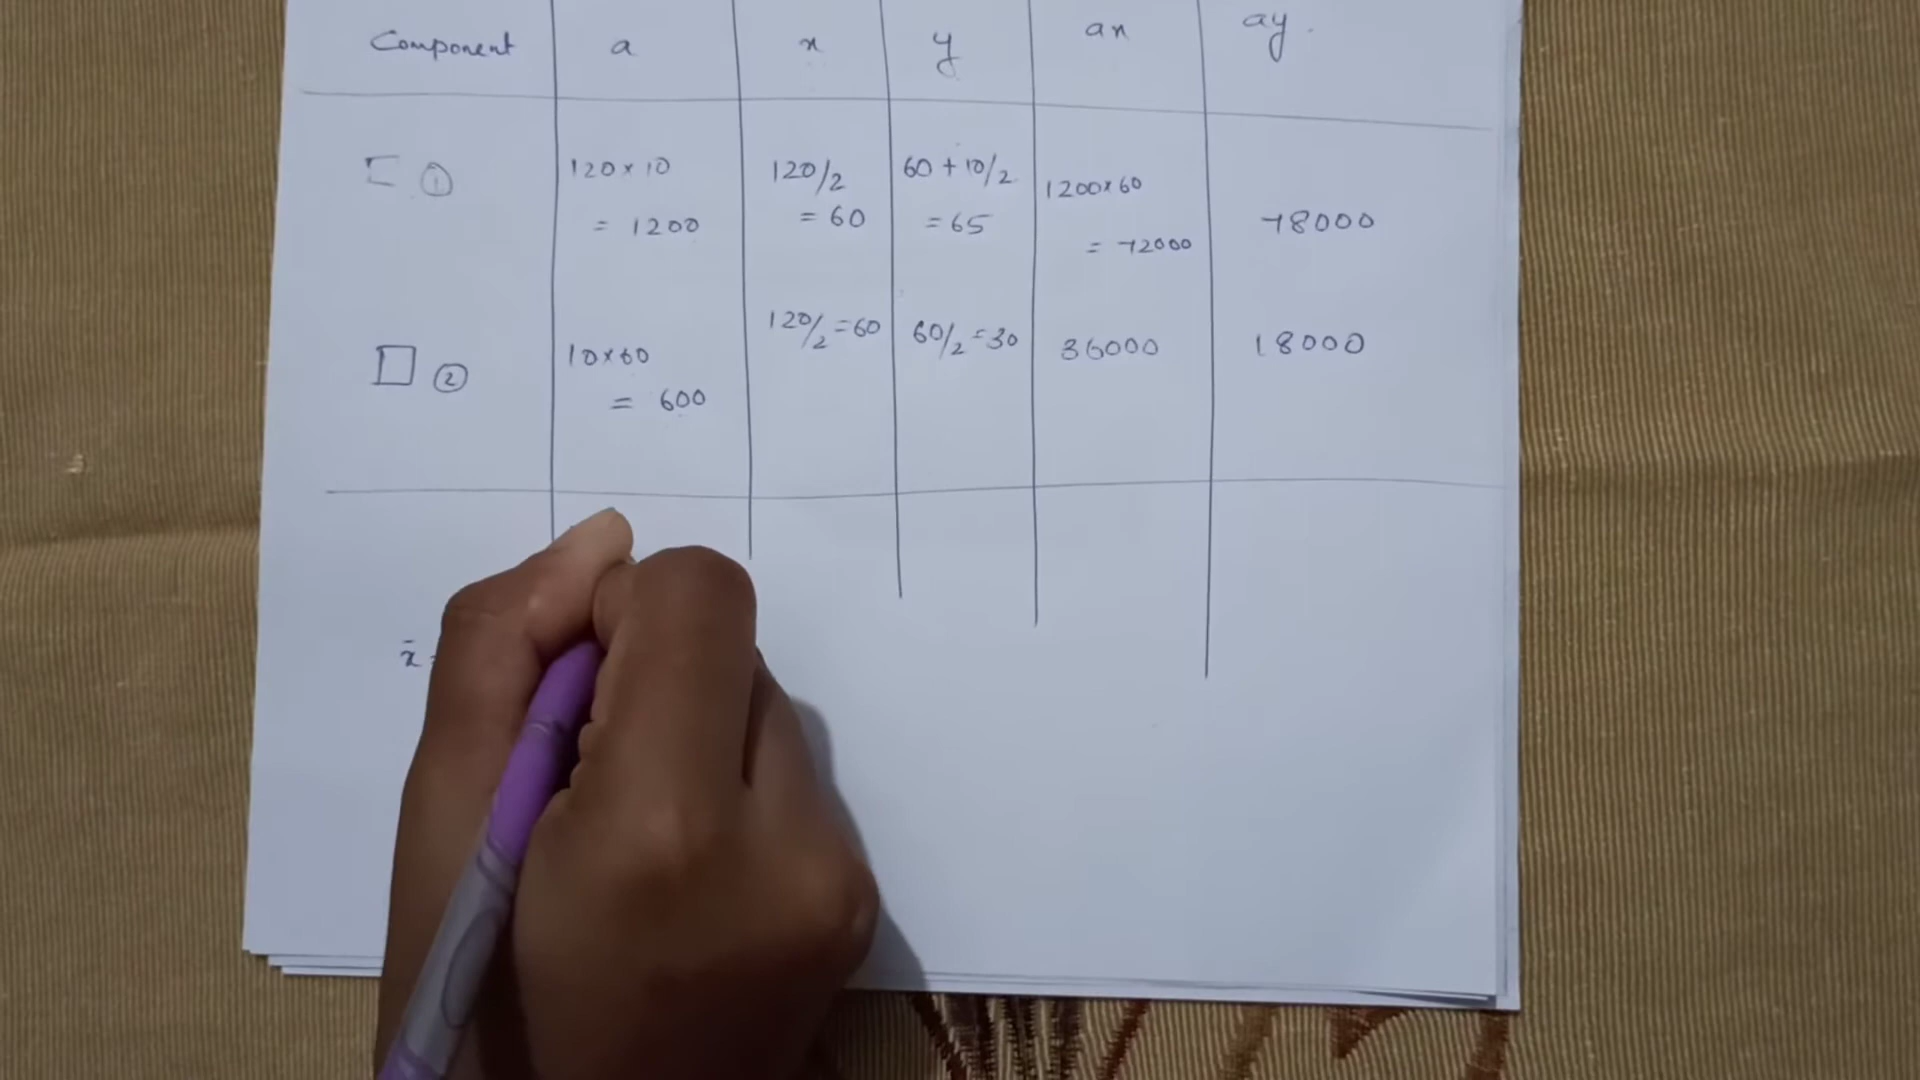 Component a x y ax ay.
① 120 × 10 120/2 60 + 10/2 1200×60
= 1200 = 60 = 65 = 72000 78000
② 10×60 120/2 = 60 60/2 = 30 36000 18000
= 600
x̄